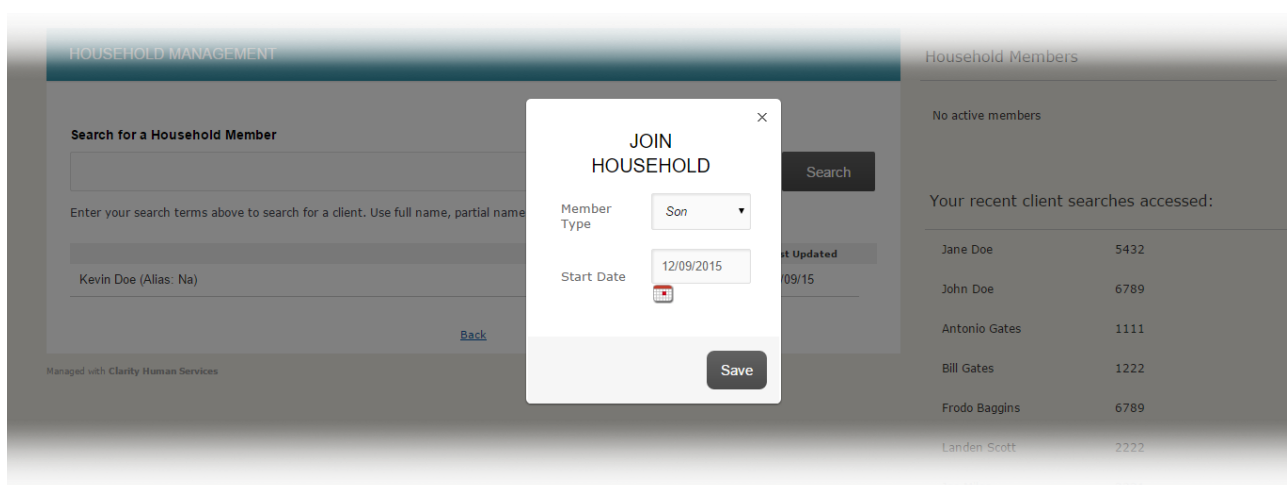 HOUSEHOLD MANAGEMENT
Search for a Household Member
Search
Enter your search terms above to search for a client. Use full name, partial name
st Updated
Kevin Doe (Alias: Na)
/09/15
Back
Managed with Clarity Human Services
×
JOIN
HOUSEHOLD
Member
Type
Son
Start Date
12/09/2015
Save
Household Members
No active members
Your recent client searches accessed:
Jane Doe 5432
John Doe 6789
Antonio Gates 1111
Bill Gates 1222
Frodo Baggins 6789
Landen Scott 2222